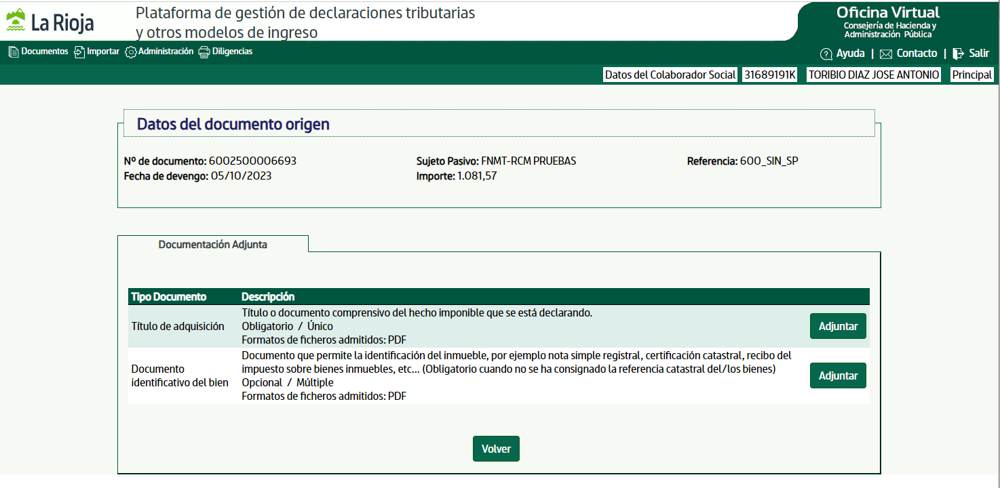 La Rioja
Plataforma de gestión de declaraciones tributarias
y otros modelos de ingreso
Oficina Virtual
Consejería de Hacienda y
Administración Pública
Documentos Importar Administración Diligencias
Ayuda | Contacto | Salir
Datos del Colaborador Social 31689191K TORIBIO DIAZ JOSE ANTONIO Principal
Datos del documento origen
Nº de documento: 6002500006693 Sujeto Pasivo: FNMT-RCM PRUEBAS Referencia: 600_SIN_SP
Fecha de devengo: 05/10/2023 Importe: 1.081,57
Documentación Adjunta
Tipo Documento Descripción
Título de adquisición
Título o documento comprensivo del hecho imponible que se está declarando.
Obligatorio / Único
Formatos de ficheros admitidos: PDF
Adjuntar
Documento
identificativo del bien
Documento que permite la identificación del inmueble, por ejemplo nota simple registral, certificación catastral, recibo del
impuesto sobre bienes inmuebles, etc... (Obligatorio cuando no se ha consignado la referencia catastral del/los bienes)
Opcional / Múltiple
Formatos de ficheros admitidos: PDF
Adjuntar
Volver